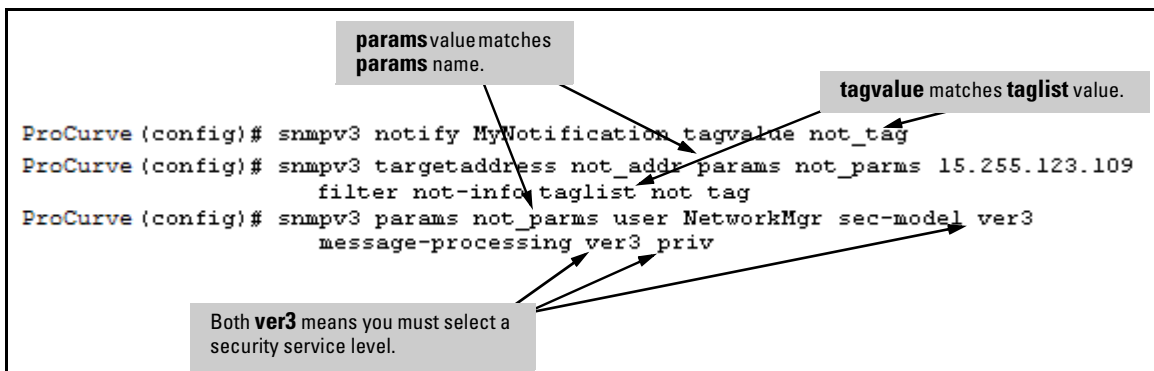 params value matches
params name.
tagvalue matches taglist value.
ProCurve (config)# snmpv3 notify MyNotification tagvalue not_tag
ProCurve (config)# snmpv3 targetaddress not_addr params not_parms 15.255.123.109
filter not-info taglist not tag
ProCurve (config)# snmpv3 params not_parms user NetworkMgr sec-model ver3
message-processing ver3 priv
Both ver3 means you must select a
security service level.